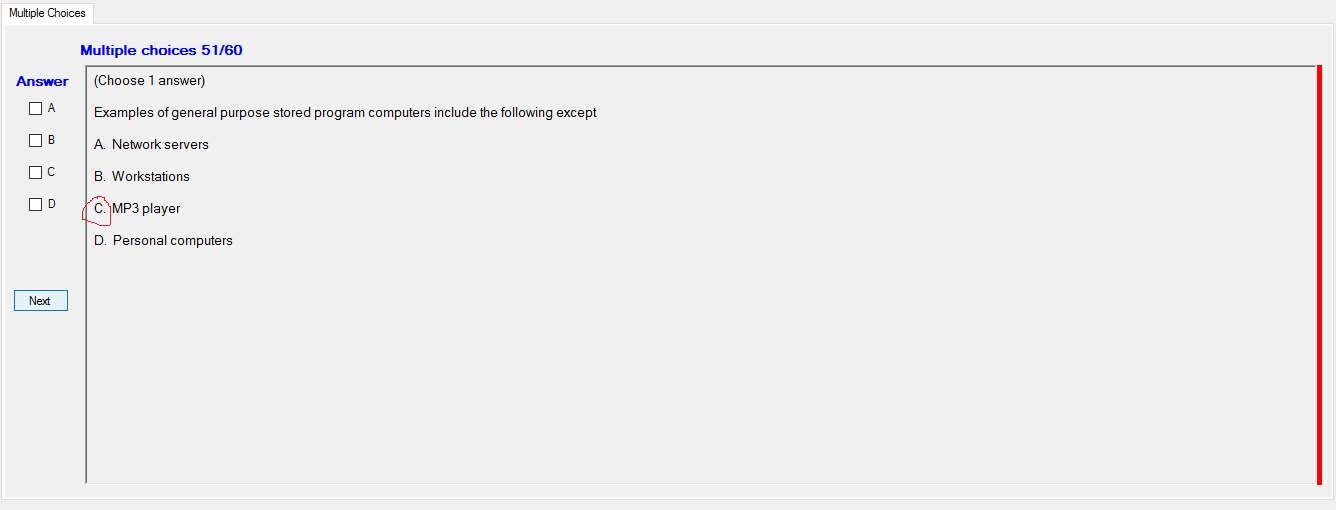 Multiple Choices
Multiple choices 51/60
Answer
A
B
C
D
Next
(Choose 1 answer)
Examples of general purpose stored program computers include the following except
A. Network servers
B. Workstations
C. MP3 player
D. Personal computers